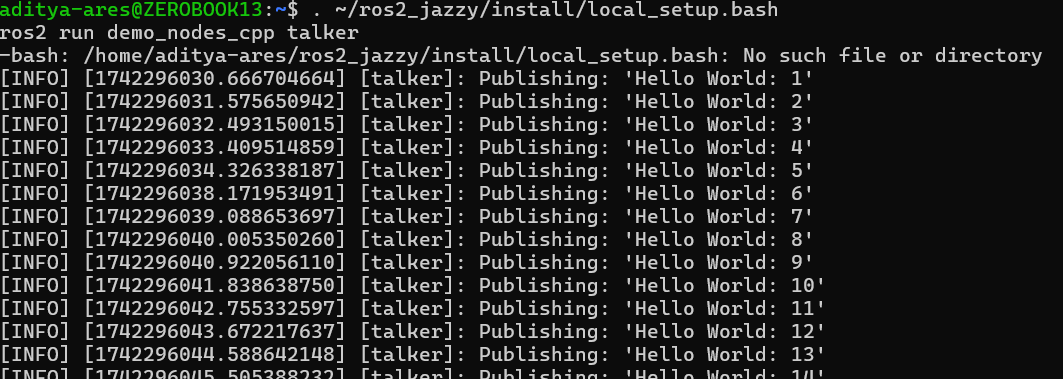 aditya-ares@ZEROBOOK13:~$ . ~/ros2_jazzy/install/local_setup.bash
ros2 run demo_nodes_cpp talker
-bash: /home/aditya-ares/ros2_jazzy/install/local_setup.bash: No such file or directory
[INFO] [1742296030.666704664] [talker]: Publishing: 'Hello World: 1'
[INFO] [1742296031.575650942] [talker]: Publishing: 'Hello World: 2'
[INFO] [1742296032.493150015] [talker]: Publishing: 'Hello World: 3'
[INFO] [1742296033.409514859] [talker]: Publishing: 'Hello World: 4'
[INFO] [1742296034.326338187] [talker]: Publishing: 'Hello World: 5'
[INFO] [1742296038.171953491] [talker]: Publishing: 'Hello World: 6'
[INFO] [1742296039.088653697] [talker]: Publishing: 'Hello World: 7'
[INFO] [1742296040.005350260] [talker]: Publishing: 'Hello World: 8'
[INFO] [1742296040.922056110] [talker]: Publishing: 'Hello World: 9'
[INFO] [1742296041.838638750] [talker]: Publishing: 'Hello World: 10'
[INFO] [1742296042.755332597] [talker]: Publishing: 'Hello World: 11'
[INFO] [1742296043.672217637] [talker]: Publishing: 'Hello World: 12'
[INFO] [1742296044.588642148] [talker]: Publishing: 'Hello World: 13'
[INFO] [1742296045.505388232] [talker]: Publishing: 'Hello World: 14'